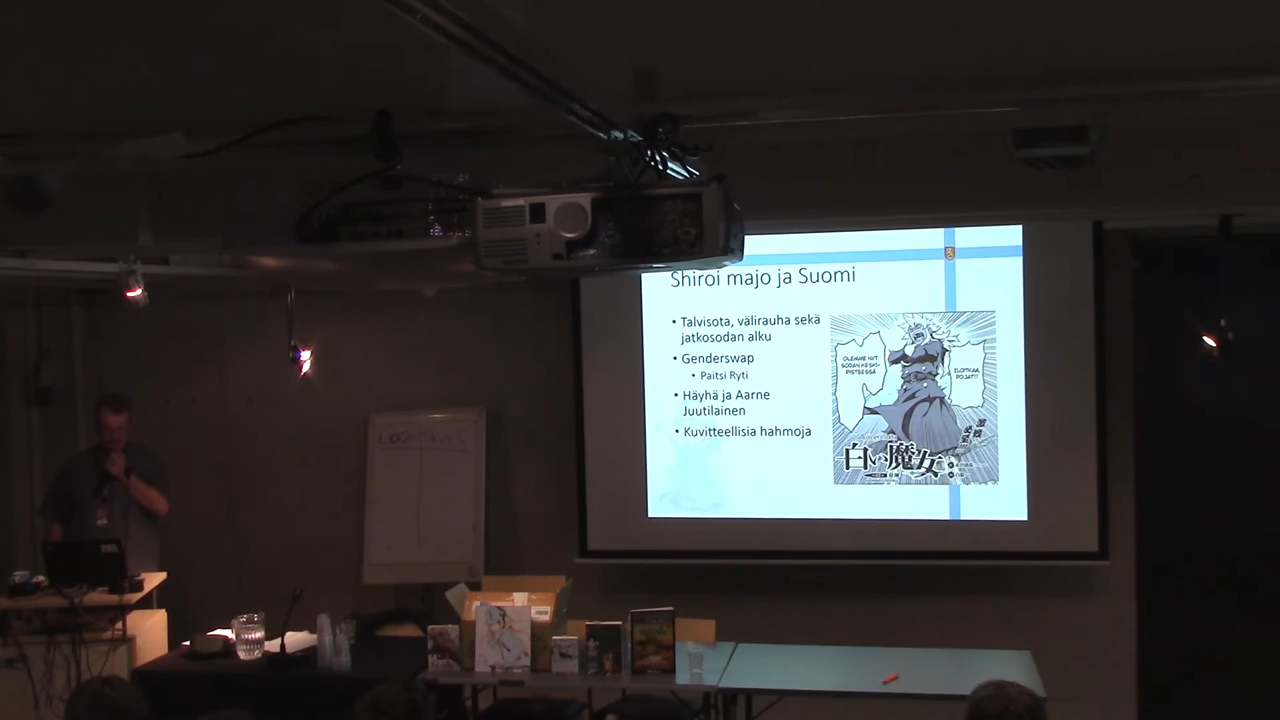 Shiroi majo ja Suomi
• Talvisota, välirauha sekä
jatkosodan alku
• Genderswap
• Paitsi Ryti
• Häyhä ja Aarne
Juutilainen
• Kuvitteellisia hahmoja
OLEMME NYT
SODAN KESKI-
PISTEESSÄ
ILOITKAA,
POJAT!!
白い魔女